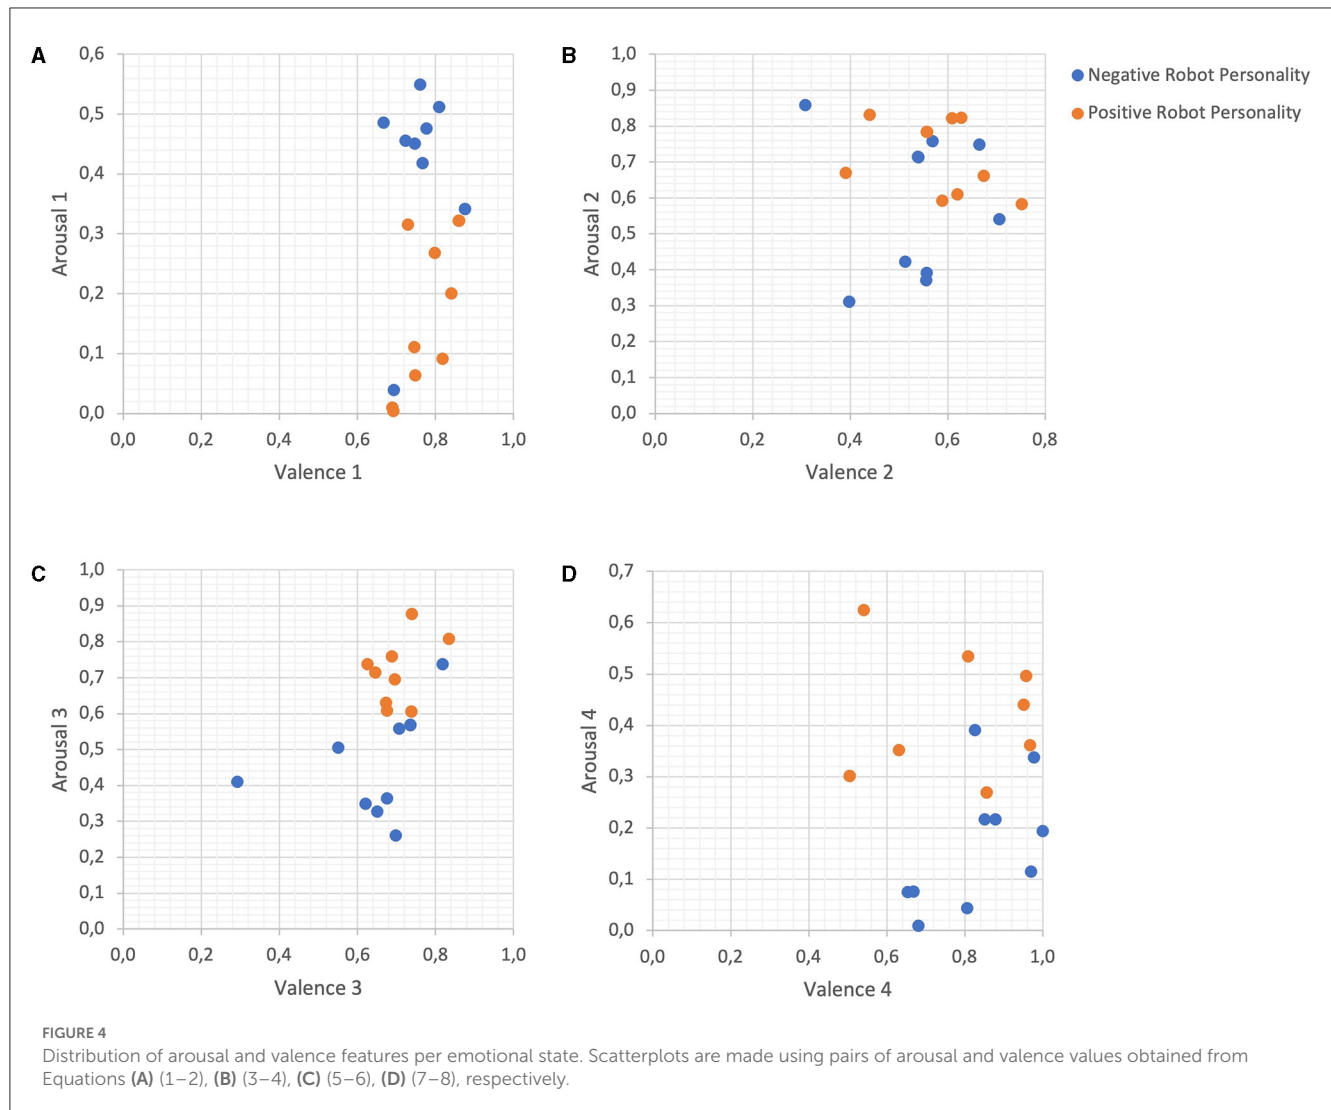 A
0,6
0,5
0,4
0,3
0,2
0,1
0,0
Arousal 1
0,0 0,2 0,4 0,6 0,8 1,0
Valence 1
B
1,0
0,9
0,8
0,7
0,6
0,5
0,4
0,3
0,2
0,1
0,0
Arousal 2
0,0 0,2 0,4 0,6 0,8
Valence 2
Negative Robot Personality
Positive Robot Personality
C
1,0
0,9
0,8
0,7
0,6
0,5
0,4
0,3
0,2
0,1
0,0
Arousal 3
0,0 0,2 0,4 0,6 0,8 1,0
Valence 3
D
0,7
0,6
0,5
0,4
0,3
0,2
0,1
0,0
Arousal 4
0,0 0,2 0,4 0,6 0,8 1,0
Valence 4
FIGURE 4
Distribution of arousal and valence features per emotional state. Scatterplots are made using pairs of arousal and valence values obtained from
Equations (A) (1–2), (B) (3–4), (C) (5–6), (D) (7–8), respectively.